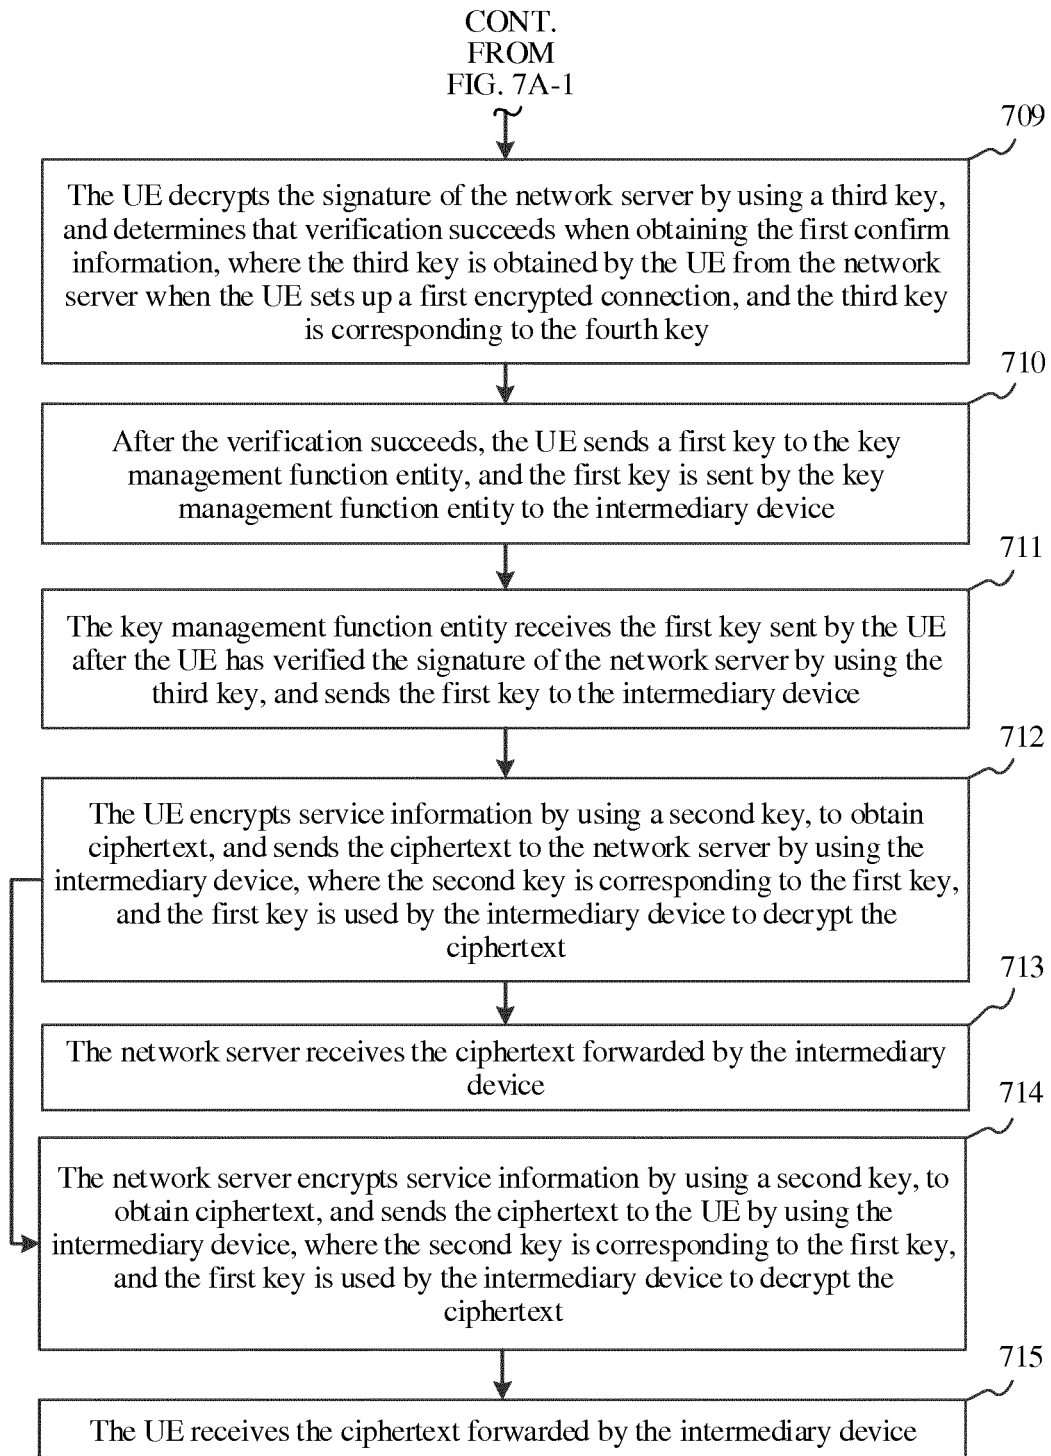 CONT.
FROM
FIG. 7A-1
709
The UE decrypts the signature of the network server by using a third key,
and determines that verification succeeds when obtaining the first confirm
information, where the third key is obtained by the UE from the network
server when the UE sets up a first encrypted connection, and the third key
is corresponding to the fourth key
710
After the verification succeeds, the UE sends a first key to the key
management function entity, and the first key is sent by the key
management function entity to the intermediary device
711
The key management function entity receives the first key sent by the UE
after the UE has verified the signature of the network server by using the
third key, and sends the first key to the intermediary device
712
The UE encrypts service information by using a second key, to obtain
ciphertext, and sends the ciphertext to the network server by using the
intermediary device, where the second key is corresponding to the first key,
and the first key is used by the intermediary device to decrypt the
ciphertext
713
The network server receives the ciphertext forwarded by the intermediary
device
714
The network server encrypts service information by using a second key, to
obtain ciphertext, and sends the ciphertext to the UE by using the
intermediary device, where the second key is corresponding to the first key,
and the first key is used by the intermediary device to decrypt the
ciphertext
715
The UE receives the ciphertext forwarded by the intermediary device